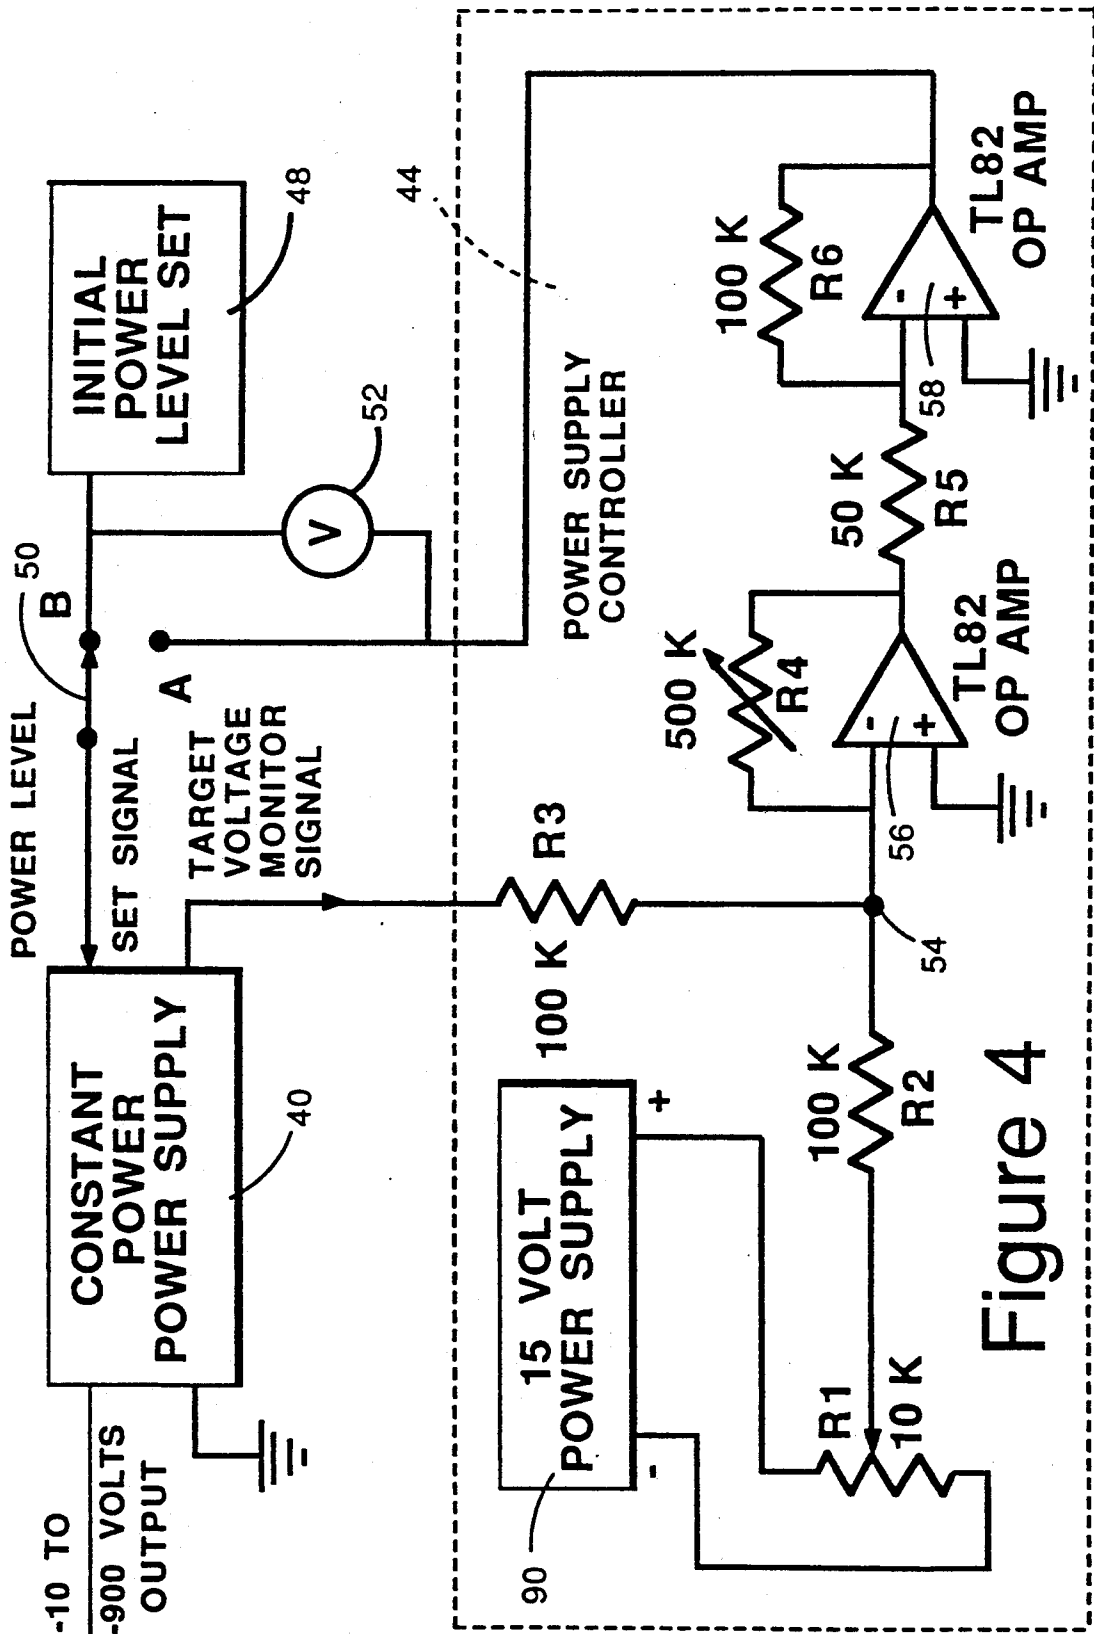 -10 TO
-900 VOLTS
OUTPUT
CONSTANT
POWER
POWER SUPPLY
40
POWER LEVEL
SET SIGNAL
50
B
A
INITIAL
POWER
LEVEL SET
48
TARGET
VOLTAGE
MONITOR
SIGNAL
V
52
44
POWER SUPPLY
CONTROLLER
90
15 VOLT
POWER SUPPLY
-
+
100 K
R3
R1
10 K
100 K
R2
54
500 K
R4
-
+
56
TL82
OP AMP
50 K
R5
100 K
R6
-
+
58
TL82
OP AMP
Figure 4